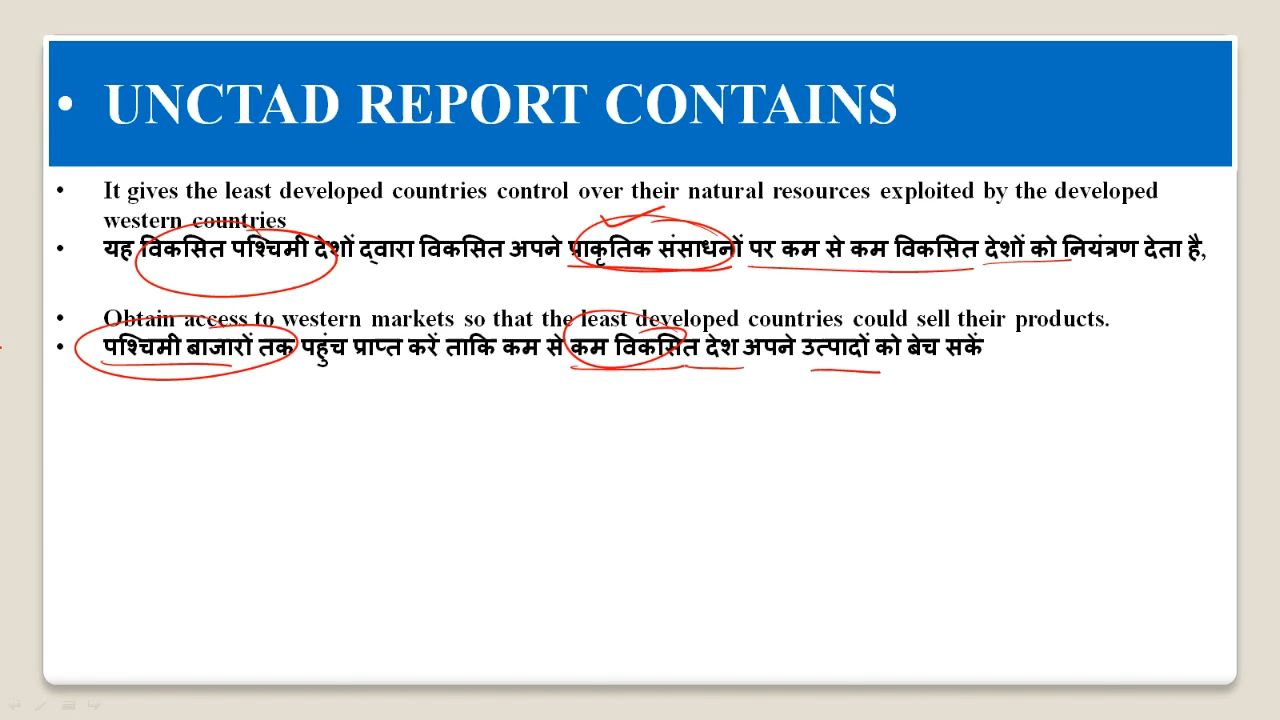 • UNCTAD REPORT CONTAINS
• It gives the least developed countries control over their natural resources exploited by the developed
western countries
• यह विकसित पश्चिमी देशों द्वारा विकसित अपने प्राकृतिक संसाधनों पर कम से कम विकसित देशों को नियंत्रण देता है,
• Obtain access to western markets so that the least developed countries could sell their products.
• पश्चिमी बाजारों तक पहुंच प्राप्त करें ताकि कम से कम विकसित देश अपने उत्पादों को बेच सकें